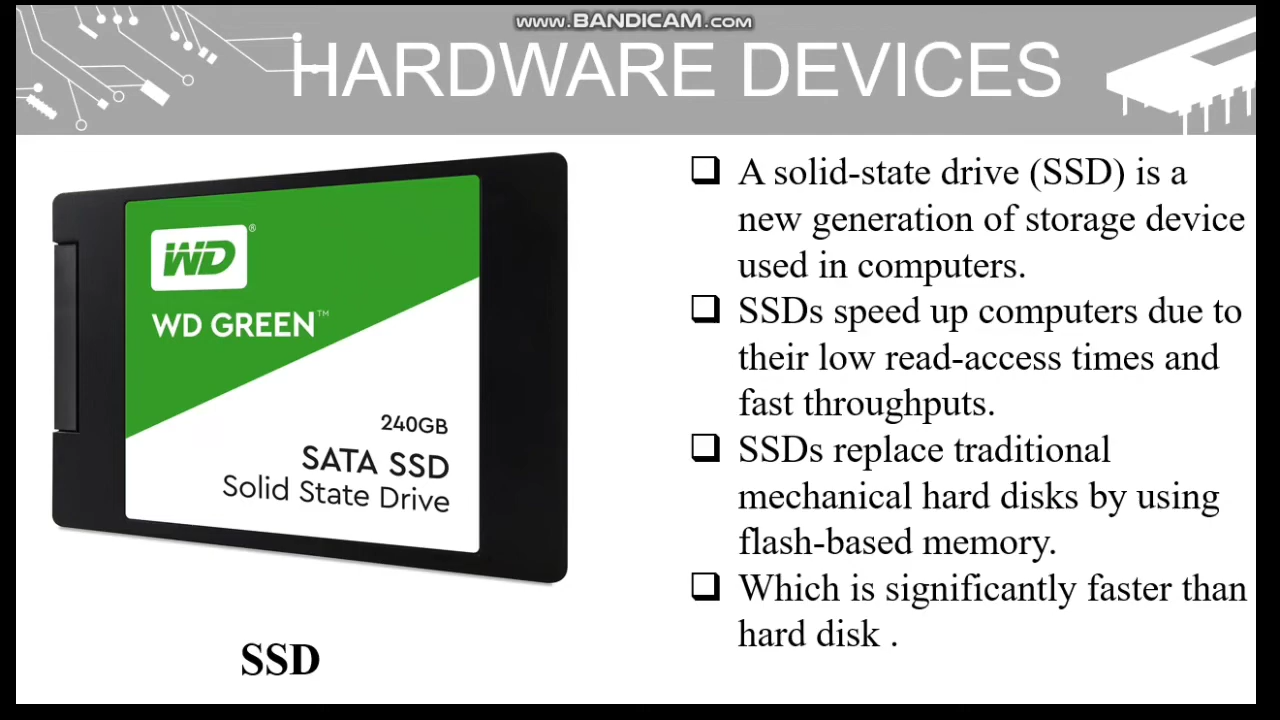 www.BANDICAM.com
HARDWARE DEVICES
WD®
WD GREEN™
240GB
SATA SSD
Solid State Drive
SSD
❑ A solid-state drive (SSD) is a
new generation of storage device
used in computers.
❑ SSDs speed up computers due to
their low read-access times and
fast throughputs.
❑ SSDs replace traditional
mechanical hard disks by using
flash-based memory.
❑ Which is significantly faster than
hard disk .